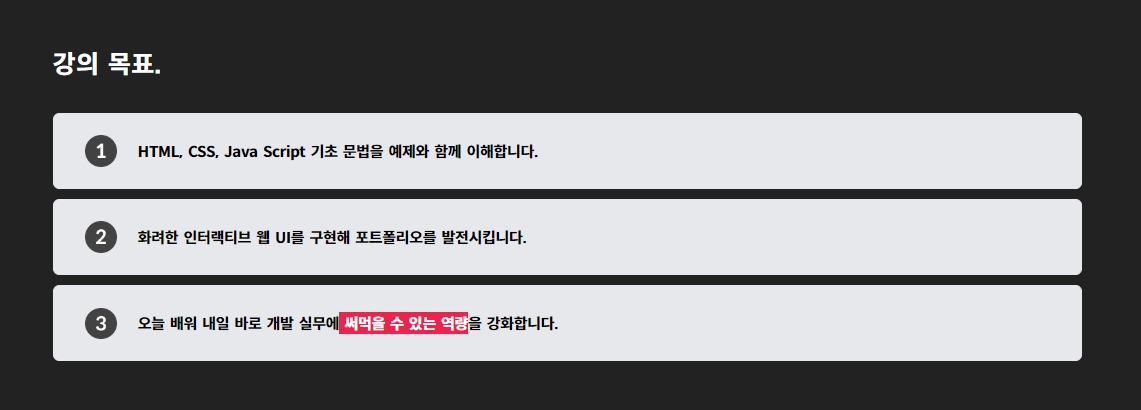 강의 목표.
1 HTML, CSS, Java Script 기초 문법을 예제와 함께 이해합니다.
2 화려한 인터랙티브 웹 UI를 구현해 포트폴리오를 발전시킵니다.
3 오늘 배워 내일 바로 개발 실무에 써먹을 수 있는 역량을 강화합니다.